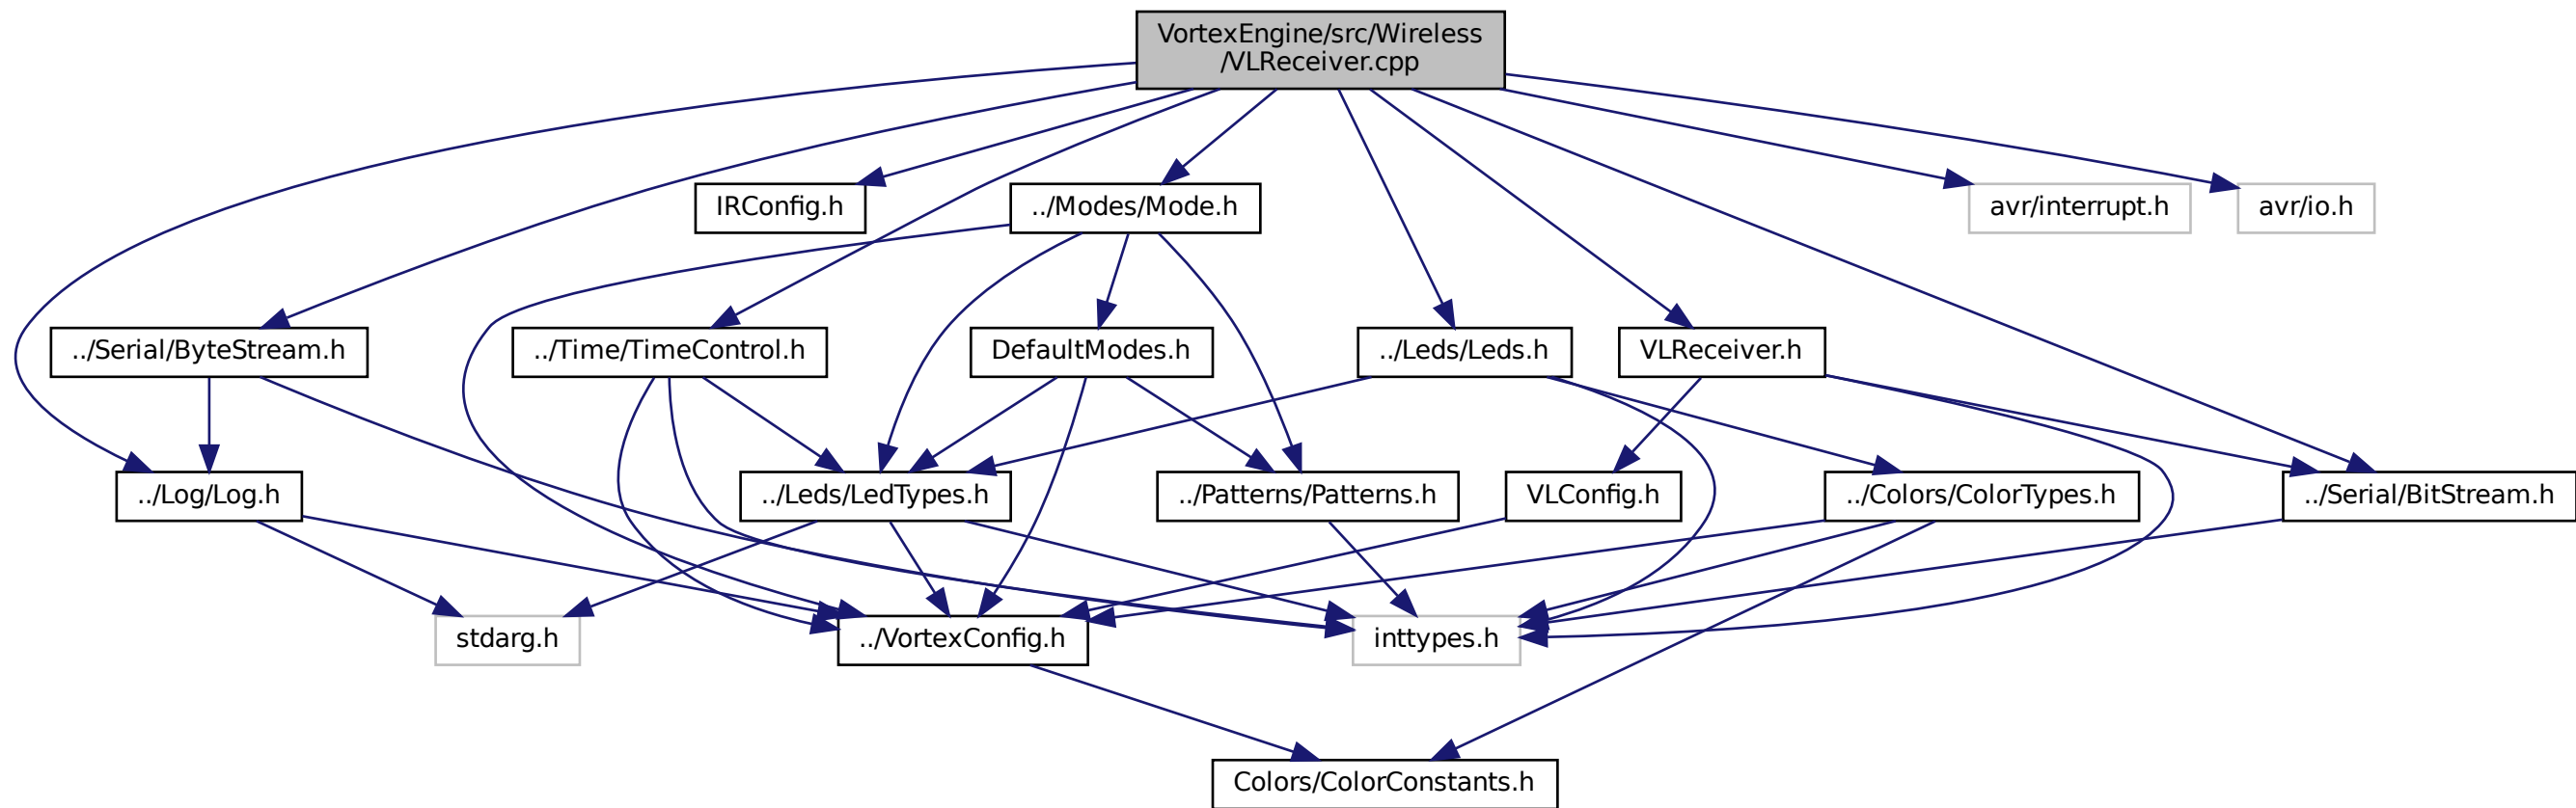 VortexEngine/src/Wireless
/VLReceiver.cpp
IRConfig.h
../Modes/Mode.h
avr/interrupt.h
avr/io.h
../Serial/ByteStream.h
../Time/TimeControl.h
DefaultModes.h
../Leds/Leds.h
VLReceiver.h
../Log/Log.h
../Leds/LedTypes.h
../Patterns/Patterns.h
VLConfig.h
../Colors/ColorTypes.h
../Serial/BitStream.h
stdarg.h
../VortexConfig.h
inttypes.h
Colors/ColorConstants.h